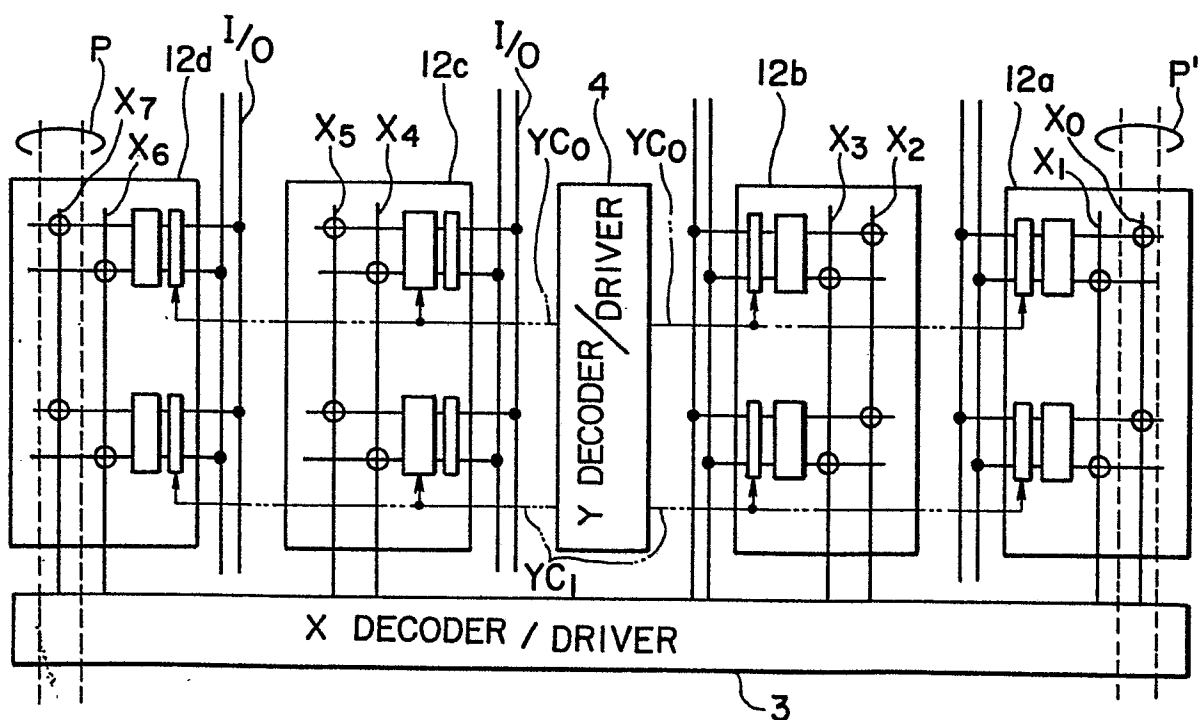 P
12d
I/O
12c
I/O
4
12b
12a
P'
X7
X6
X5
X4
YC0
YC0
X3
X2
X0
X1
Y DECODER/DRIVER
YC1
X DECODER / DRIVER
3